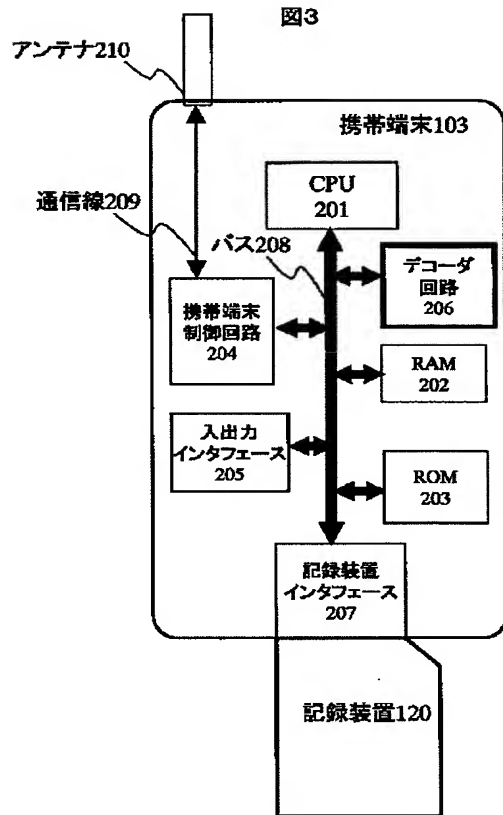 図3
アンテナ210
携帯端末103
CPU
201
通信線209
バス208
デコーダ
回路
206
携帯端末
制御回路
204
RAM
202
入出力
インタフェース
205
ROM
203
記録装置
インタフェース
207
記録装置120